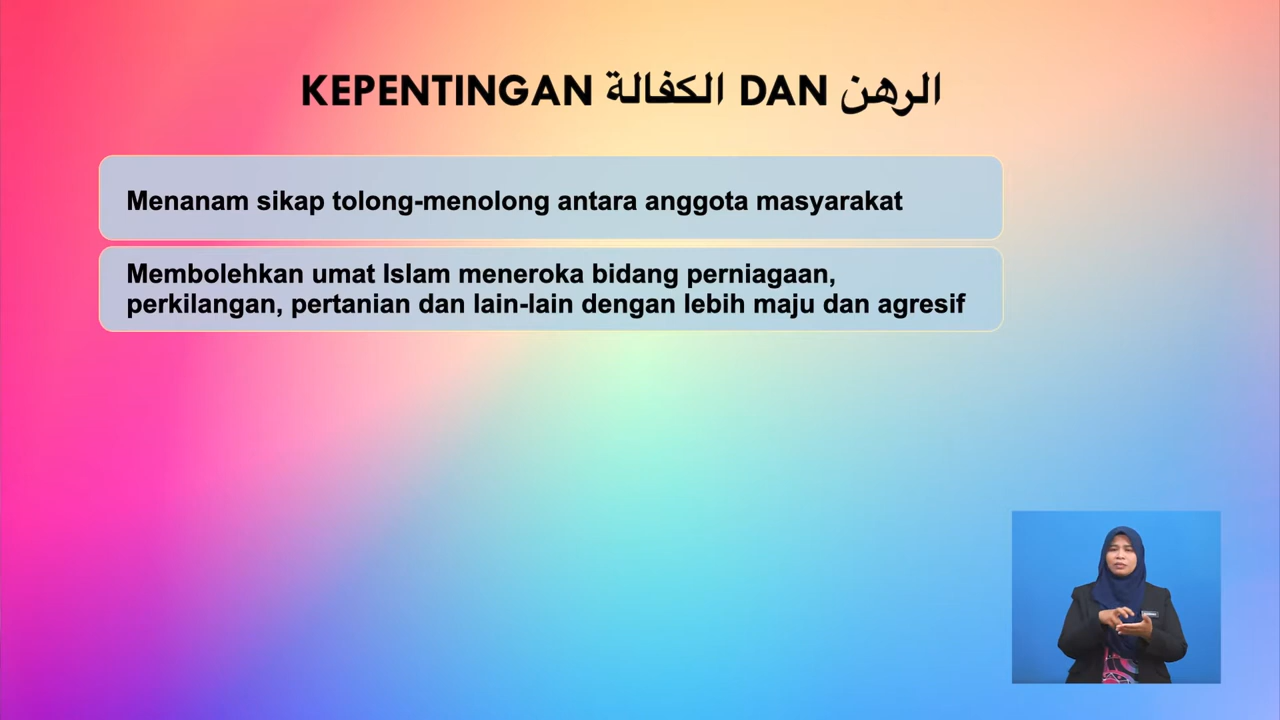 KEPENTINGAN الكفالة DAN الرهن
Menanam sikap tolong-menolong antara anggota masyarakat
Membolehkan umat Islam meneroka bidang perniagaan,
perkilangan, pertanian dan lain-lain dengan lebih maju dan agresif